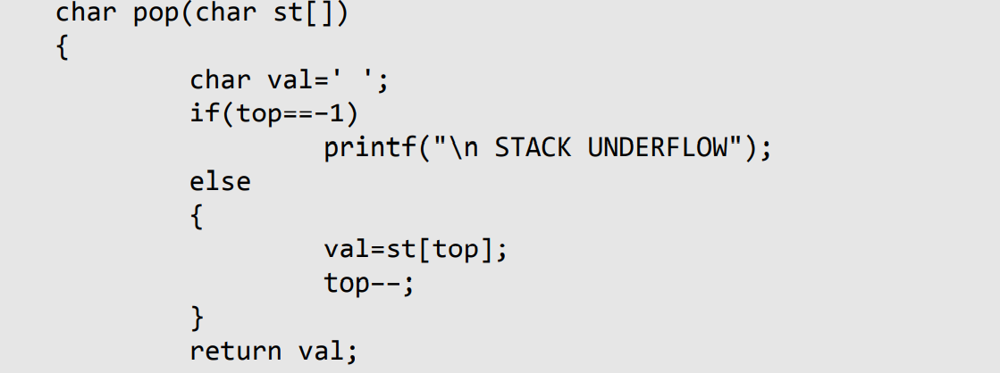 char pop(char st[])
{
char val=' ';
if(top==-1)
printf("\n STACK UNDERFLOW");
else
{
val=st[top];
top--;
}
return val;